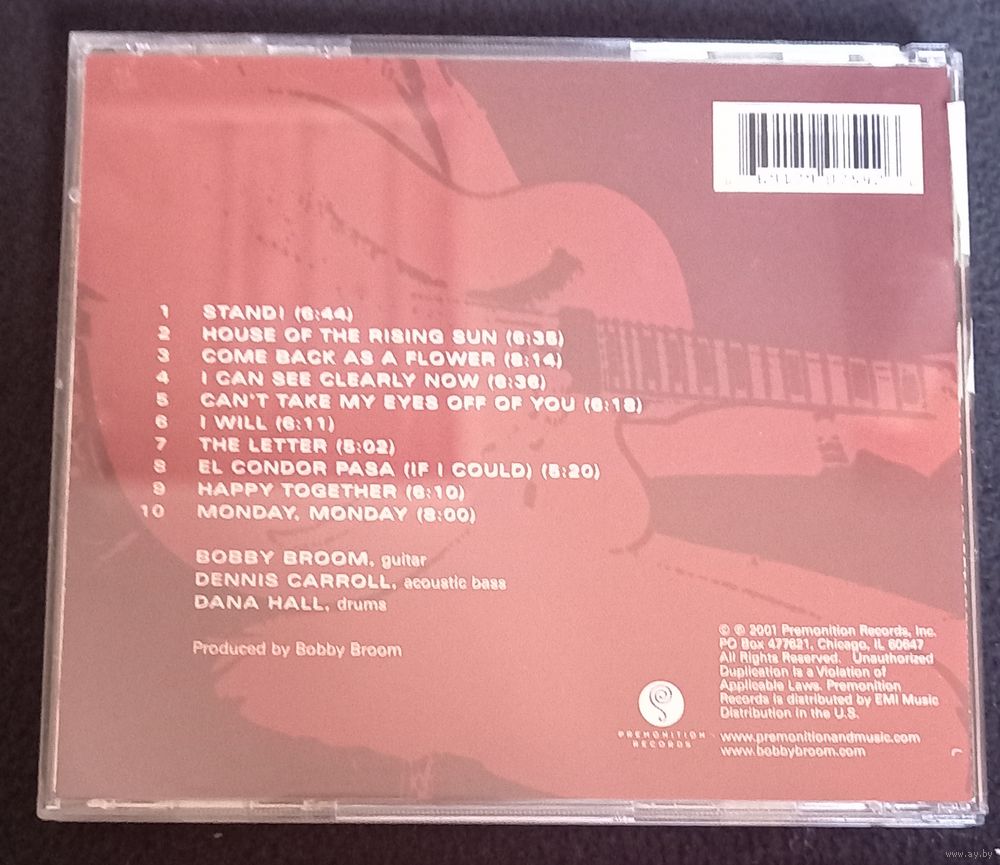 1 STAND! (6:44)
2 HOUSE OF THE RISING SUN (6:35)
3 COME BACK AS A FLOWER (8:14)
4 I CAN SEE CLEARLY NOW (6:36)
5 CAN'T TAKE MY EYES OFF OF YOU (6:18)
6 I WILL (6:11)
7 THE LETTER (5:02)
8 EL CONDOR PASA (IF I COULD) (5:20)
9 HAPPY TOGETHER (6:10)
10 MONDAY, MONDAY (8:00)
BOBBY BROOM, guitar
DENNIS CARROLL, acoustic bass
DANA HALL, drums
Produced by Bobby Broom
© ℗ 2001 Premonition Records, Inc.
PO Box 477621, Chicago, IL 60647
All Rights Reserved. Unauthorized
Duplication is a Violation of
Applicable Laws. Premonition
Records is distributed by EMI Music
Distribution in the U.S.
PREMONITION
RECORDS
www.premonitionandmusic.com
www.bobbybroom.com
www.ay.by